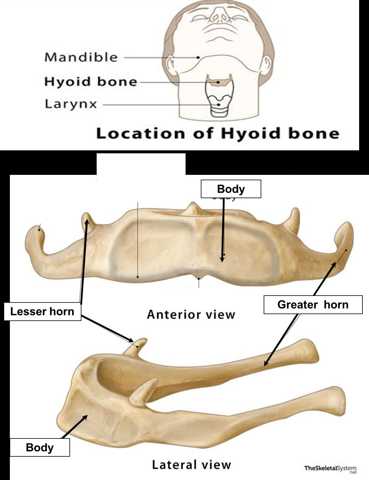 Mandible
Hyoid bone
Larynx
Location of Hyoid bone
Body
Lesser horn
Anterior view
Greater horn
Body
Lateral view
TheSkeletalSystem
.net